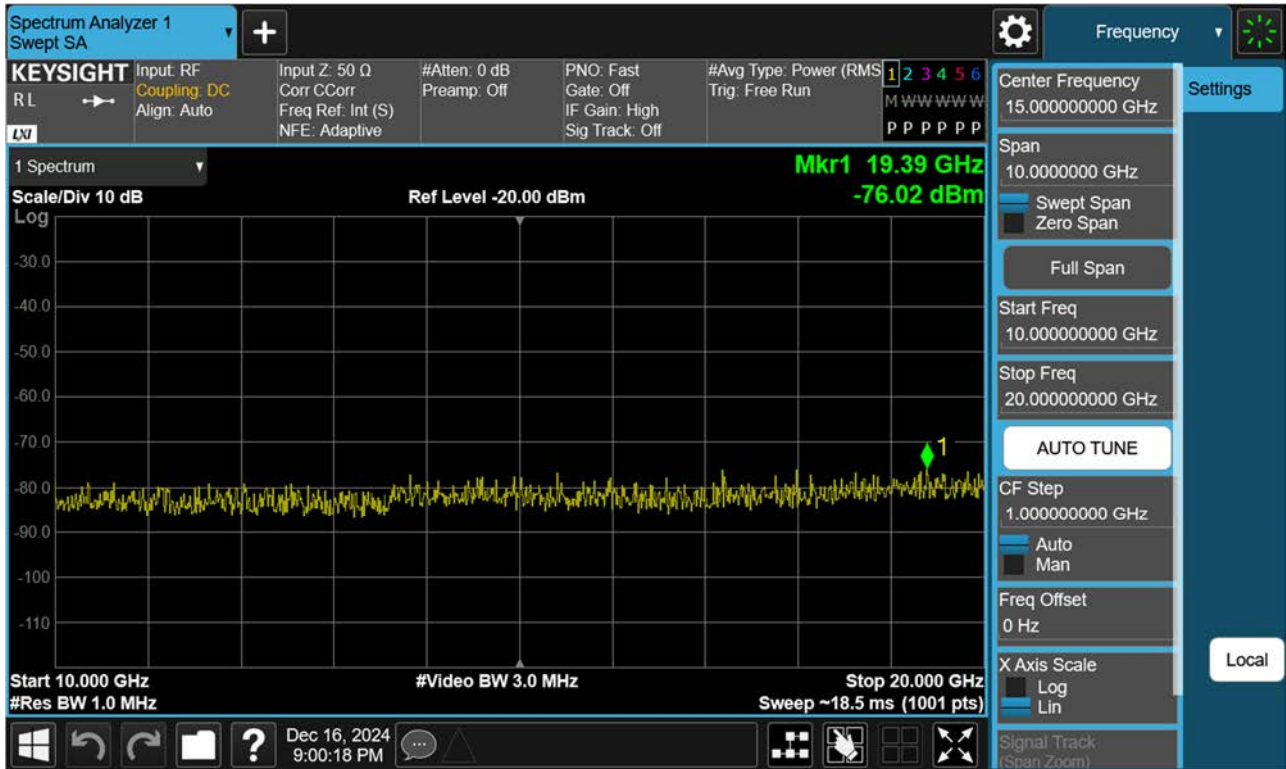 Spectrum Analyzer 1
Swept SA
Frequency
KEYSIGHT
R L
LXI
Input: RF
Coupling: DC
Align: Auto
Input Z: 50 Ω
Corr CCorr
Freq Ref: Int (S)
NFE: Adaptive
#Atten: 0 dB
Preamp: Off
PNO: Fast
Gate: Off
IF Gain: High
Sig Track: Off
#Avg Type: Power (RMS
Trig: Free Run
1 2 3 4 5 6
M W W W W W
P P P P P P
1 Spectrum
Scale/Div 10 dB
Ref Level -20.00 dBm
Mkr1 19.39 GHz
-76.02 dBm
Log
-30.0
-40.0
-50.0
-60.0
-70.0
-80.0
-90.0
-100
-110
1
Start 10.000 GHz
#Video BW 3.0 MHz
Stop 20.000 GHz
#Res BW 1.0 MHz
Sweep ~18.5 ms (1001 pts)
Center Frequency
15.000000000 GHz
Span
10.0000000 GHz
Swept Span
Zero Span
Full Span
Start Freq
10.000000000 GHz
Stop Freq
20.000000000 GHz
AUTO TUNE
CF Step
1.000000000 GHz
Auto
Man
Freq Offset
0 Hz
X Axis Scale
Log
Lin
Signal Track
(Span Zoom)
Settings
Local
?
Dec 16, 2024
9:00:18 PM